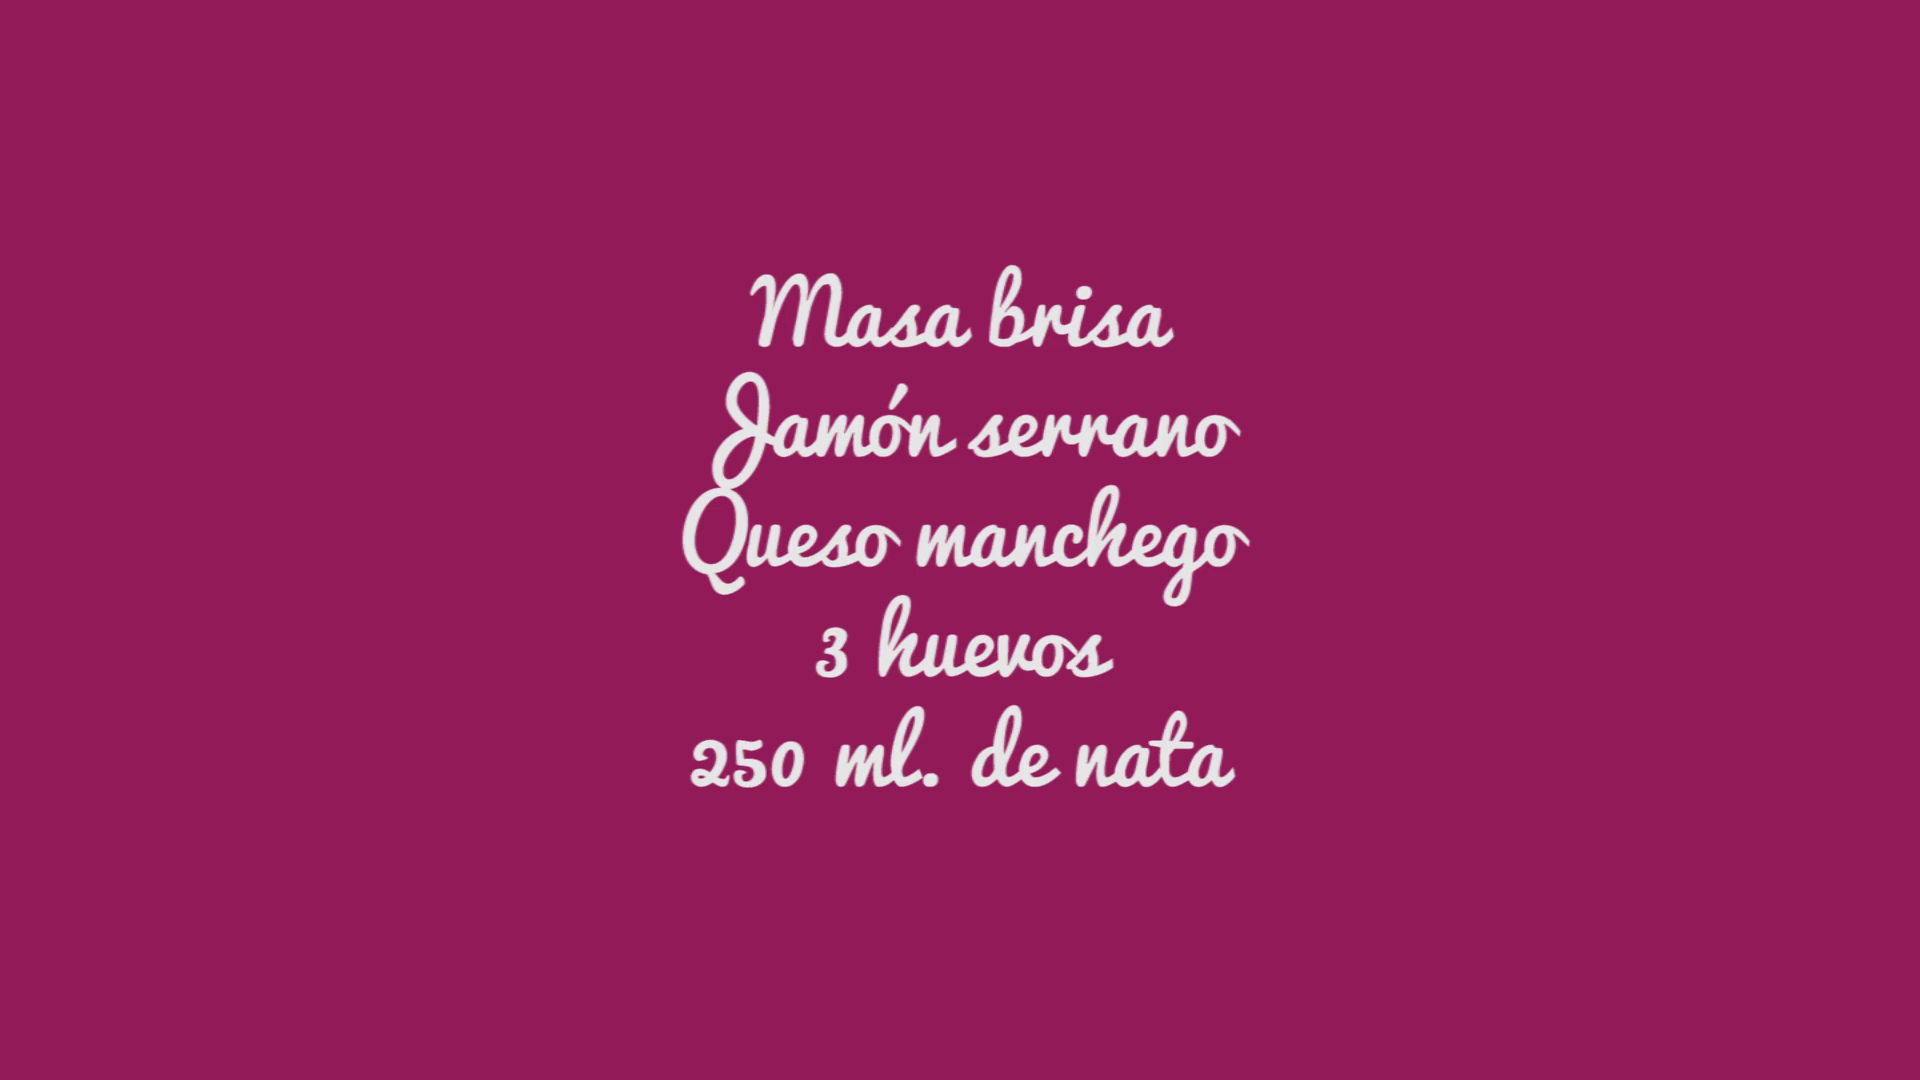 Masa brisa
Jamón serrano
Queso manchego
3 huevos
250 ml. de nata